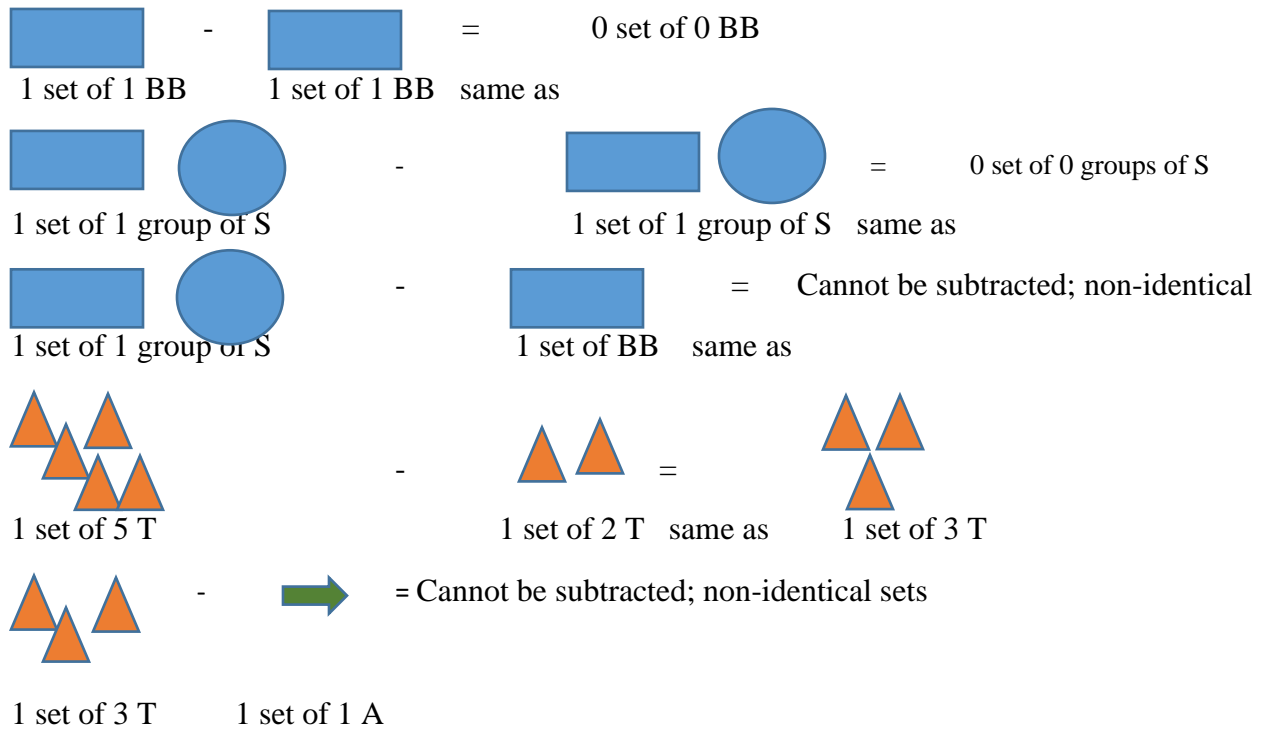 - = 0 set of 0 BB
1 set of 1 BB 1 set of 1 BB same as
- = 0 set of 0 groups of S
1 set of 1 group of S 1 set of 1 group of S same as
- = Cannot be subtracted; non-identical
1 set of 1 group of S 1 set of BB same as
- =
1 set of 5 T 1 set of 2 T same as 1 set of 3 T
- = Cannot be subtracted; non-identical sets
1 set of 3 T 1 set of 1 A